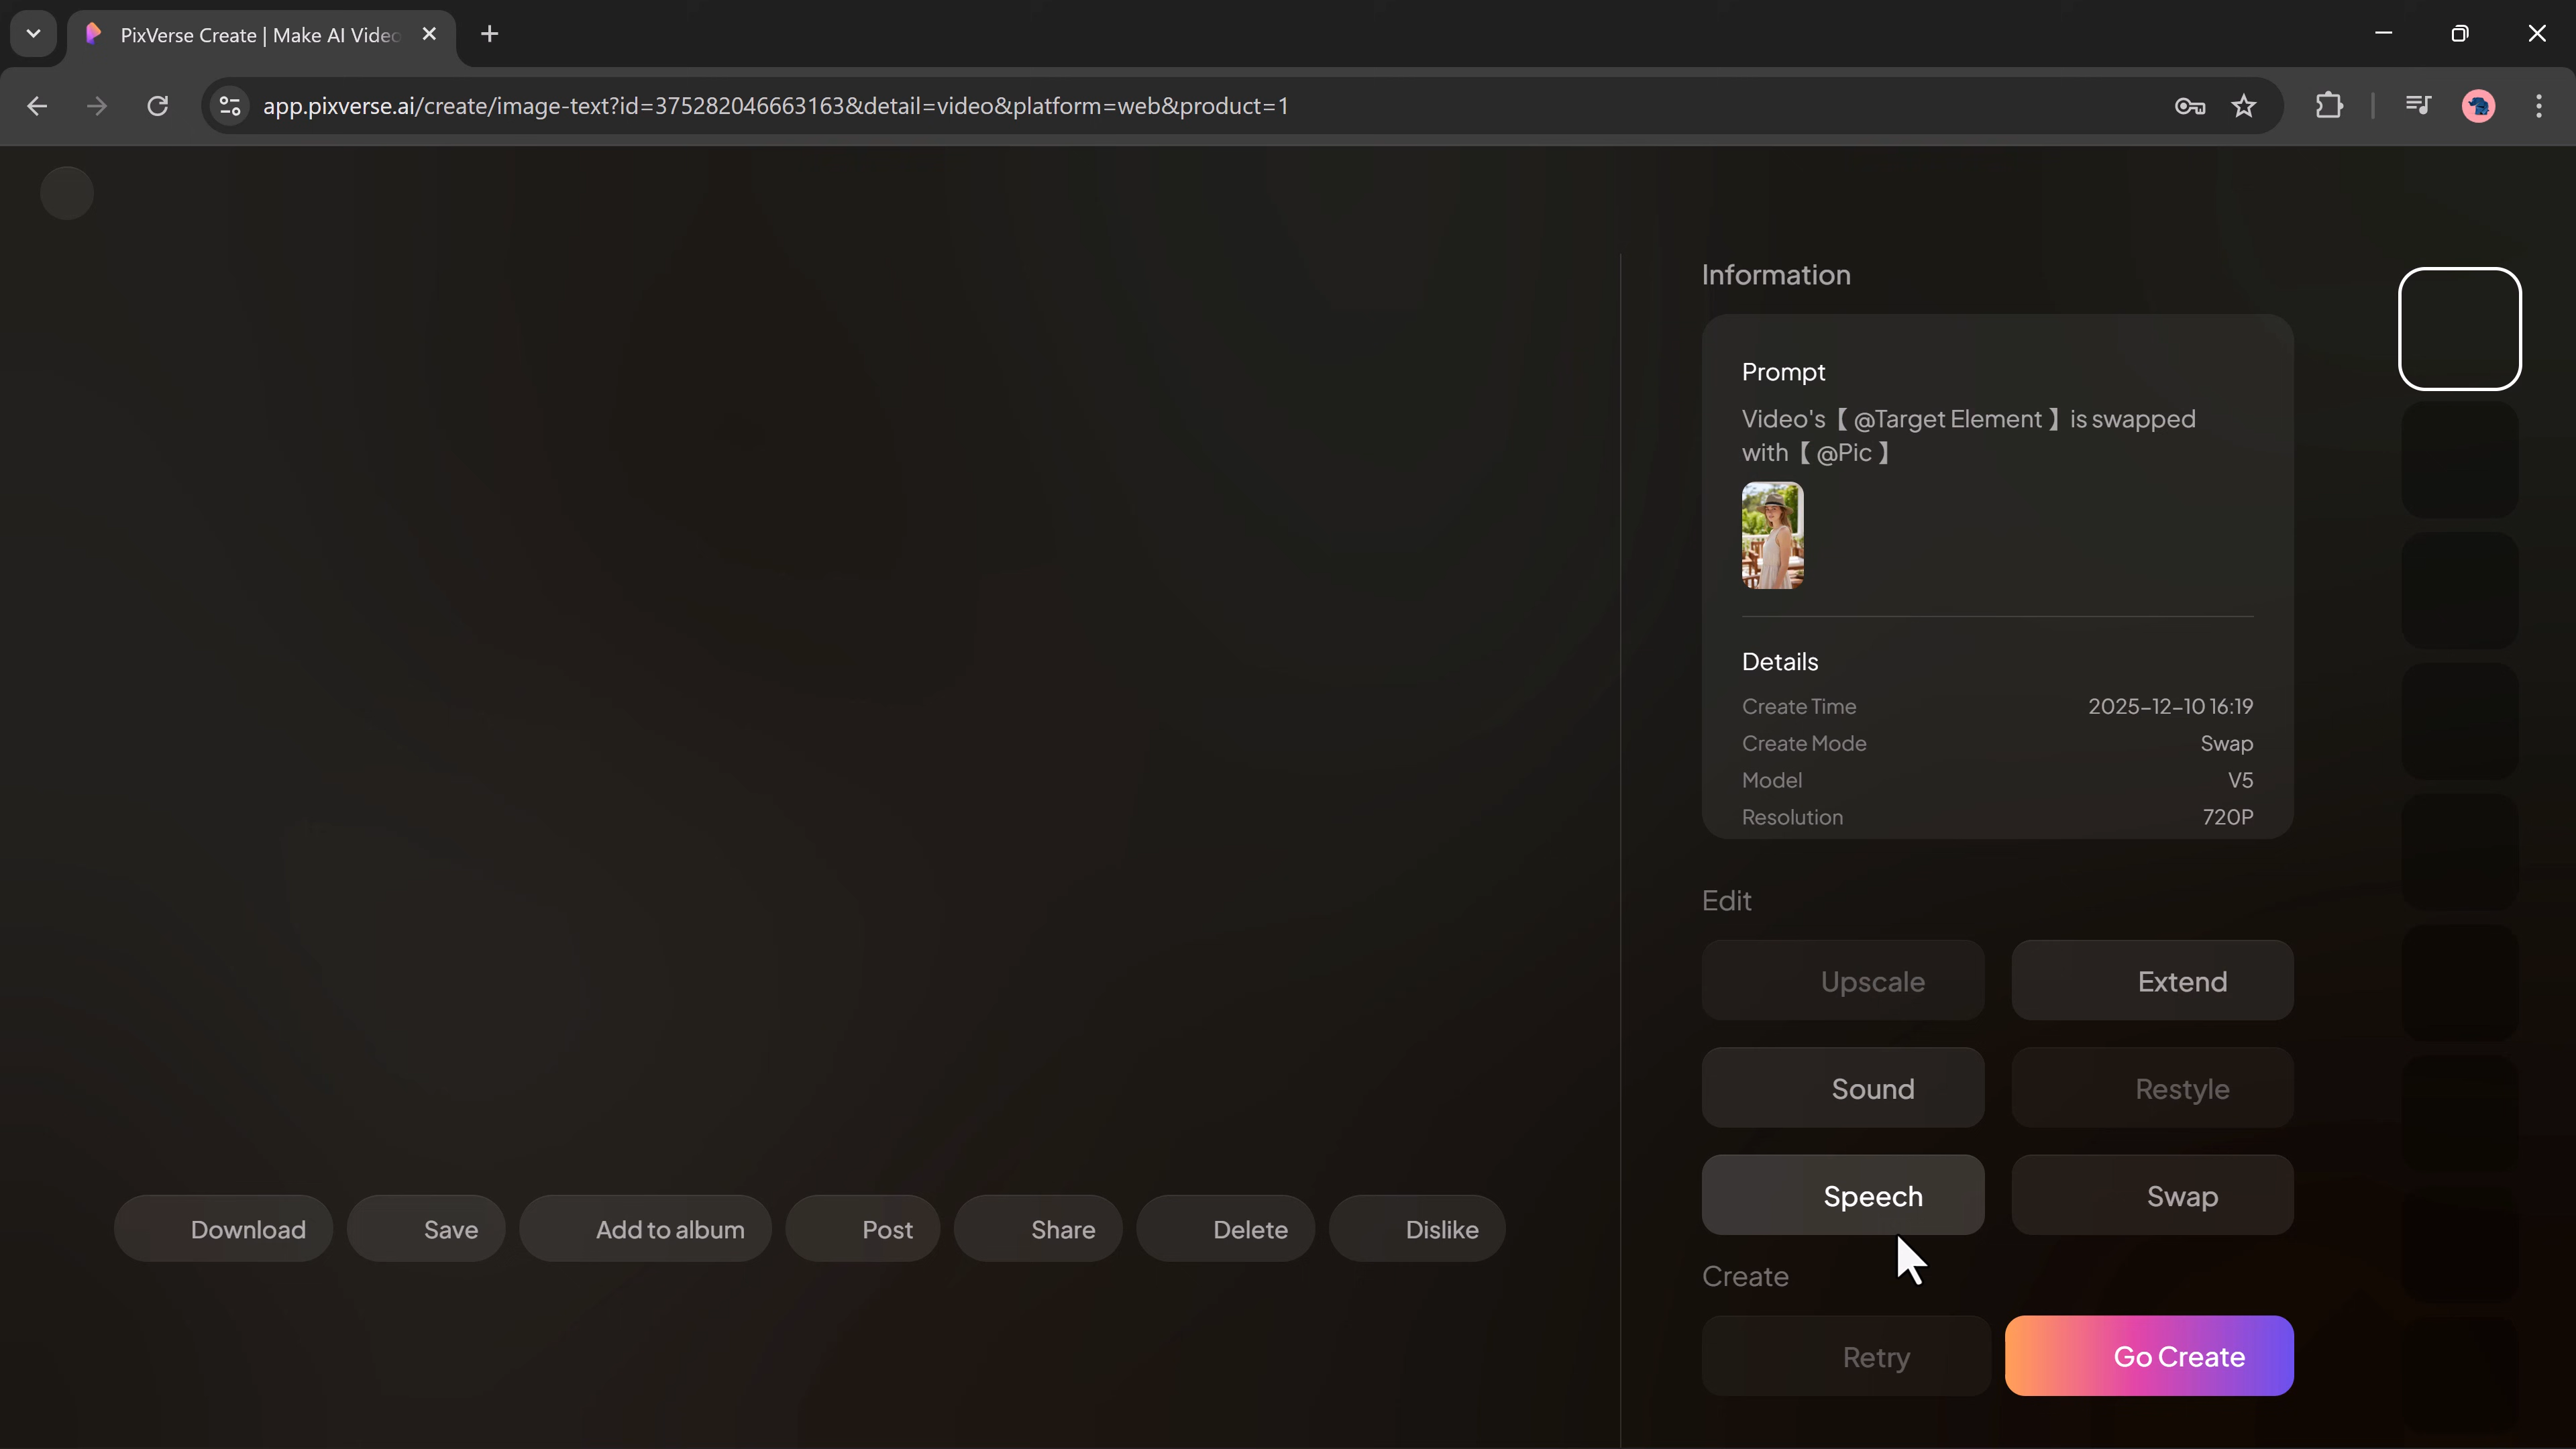 PixVerse Create | Make AI Video
app.pixverse.ai/create/image-text?id=375282046663163&detail=video&platform=web&product=1
Information
Prompt
Video's【 @Target Element 】is swapped
with【 @Pic 】
Details
Create Time 2025-12-10 16:19
Create Mode Swap
Model V5
Resolution 720P
Edit
Upscale Extend
Sound Restyle
Speech Swap
Download Save Add to album Post Share Delete Dislike
Create
Retry Go Create